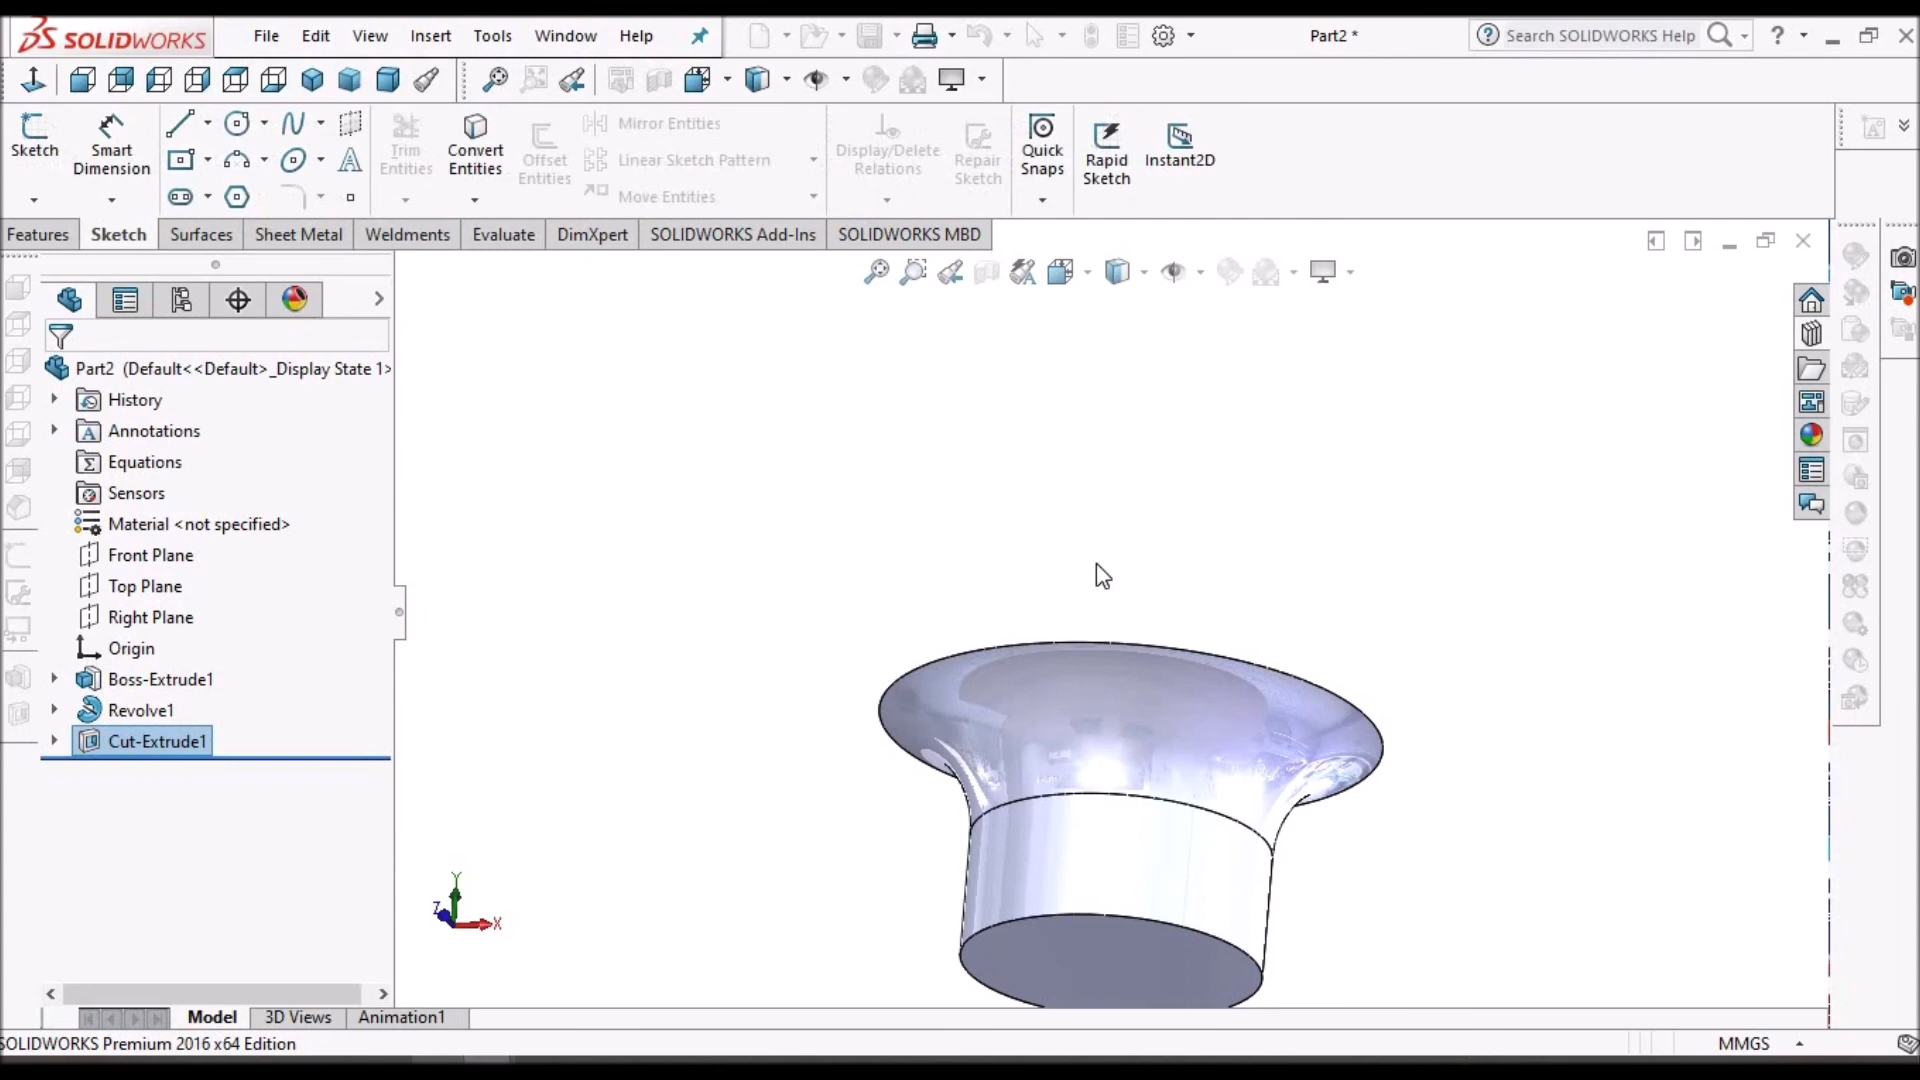 SOLIDWORKS File Edit View Insert Tools Window Help Part2 * Search SOLIDWORKS Help ?
Sketch Smart Dimension Trim Entities Convert Entities Offset Entities Mirror Entities Linear Sketch Pattern Move Entities Display/Delete Relations Repair Sketch Quick Snaps Rapid Sketch Instant2D
Features Sketch Surfaces Sheet Metal Weldments Evaluate DimXpert SOLIDWORKS Add-Ins SOLIDWORKS MBD
Part2 (Default<<Default>_Display State 1>
History
Annotations
Equations
Sensors
Material <not specified>
Front Plane
Top Plane
Right Plane
Origin
Boss-Extrude1
Revolve1
Cut-Extrude1
Y
Z
X
Model 3D Views Animation1
SOLIDWORKS Premium 2016 x64 Edition MMGS